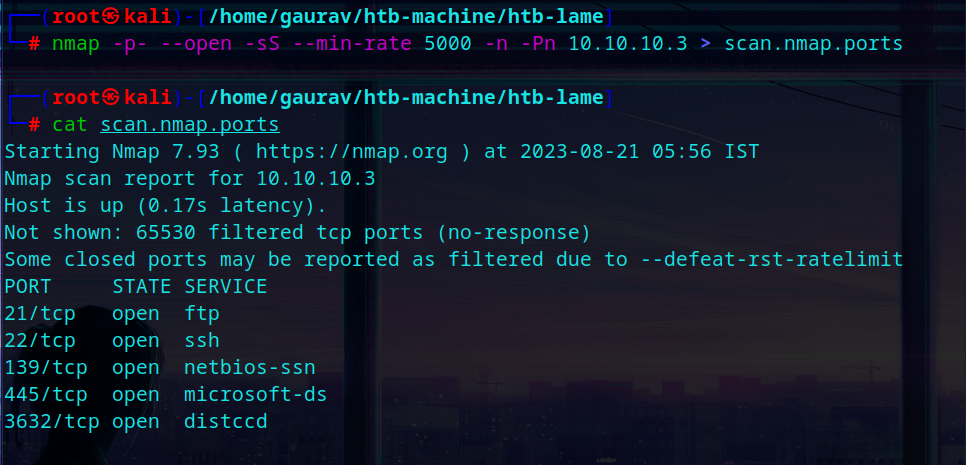 ┌──(root㉿kali)-[/home/gaurav/htb-machine/htb-lame]
└─# nmap -p- --open -sS --min-rate 5000 -n -Pn 10.10.10.3 > scan.nmap.ports
┌──(root㉿kali)-[/home/gaurav/htb-machine/htb-lame]
└─# cat scan.nmap.ports
Starting Nmap 7.93 ( https://nmap.org ) at 2023-08-21 05:56 IST
Nmap scan report for 10.10.10.3
Host is up (0.17s latency).
Not shown: 65530 filtered tcp ports (no-response)
Some closed ports may be reported as filtered due to --defeat-rst-ratelimit
PORT     STATE SERVICE
21/tcp   open  ftp
22/tcp   open  ssh
139/tcp  open  netbios-ssn
445/tcp  open  microsoft-ds
3632/tcp open  distccd